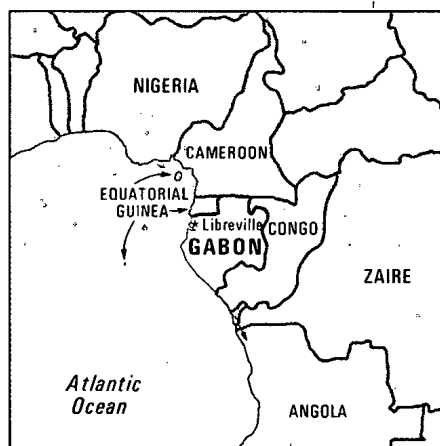 NIGERIA
CAMEROON
EQUATORIAL
GUINEA
* Libreville
GABON
CONGO
ZAIRE
Atlantic
Ocean
ANGOLA